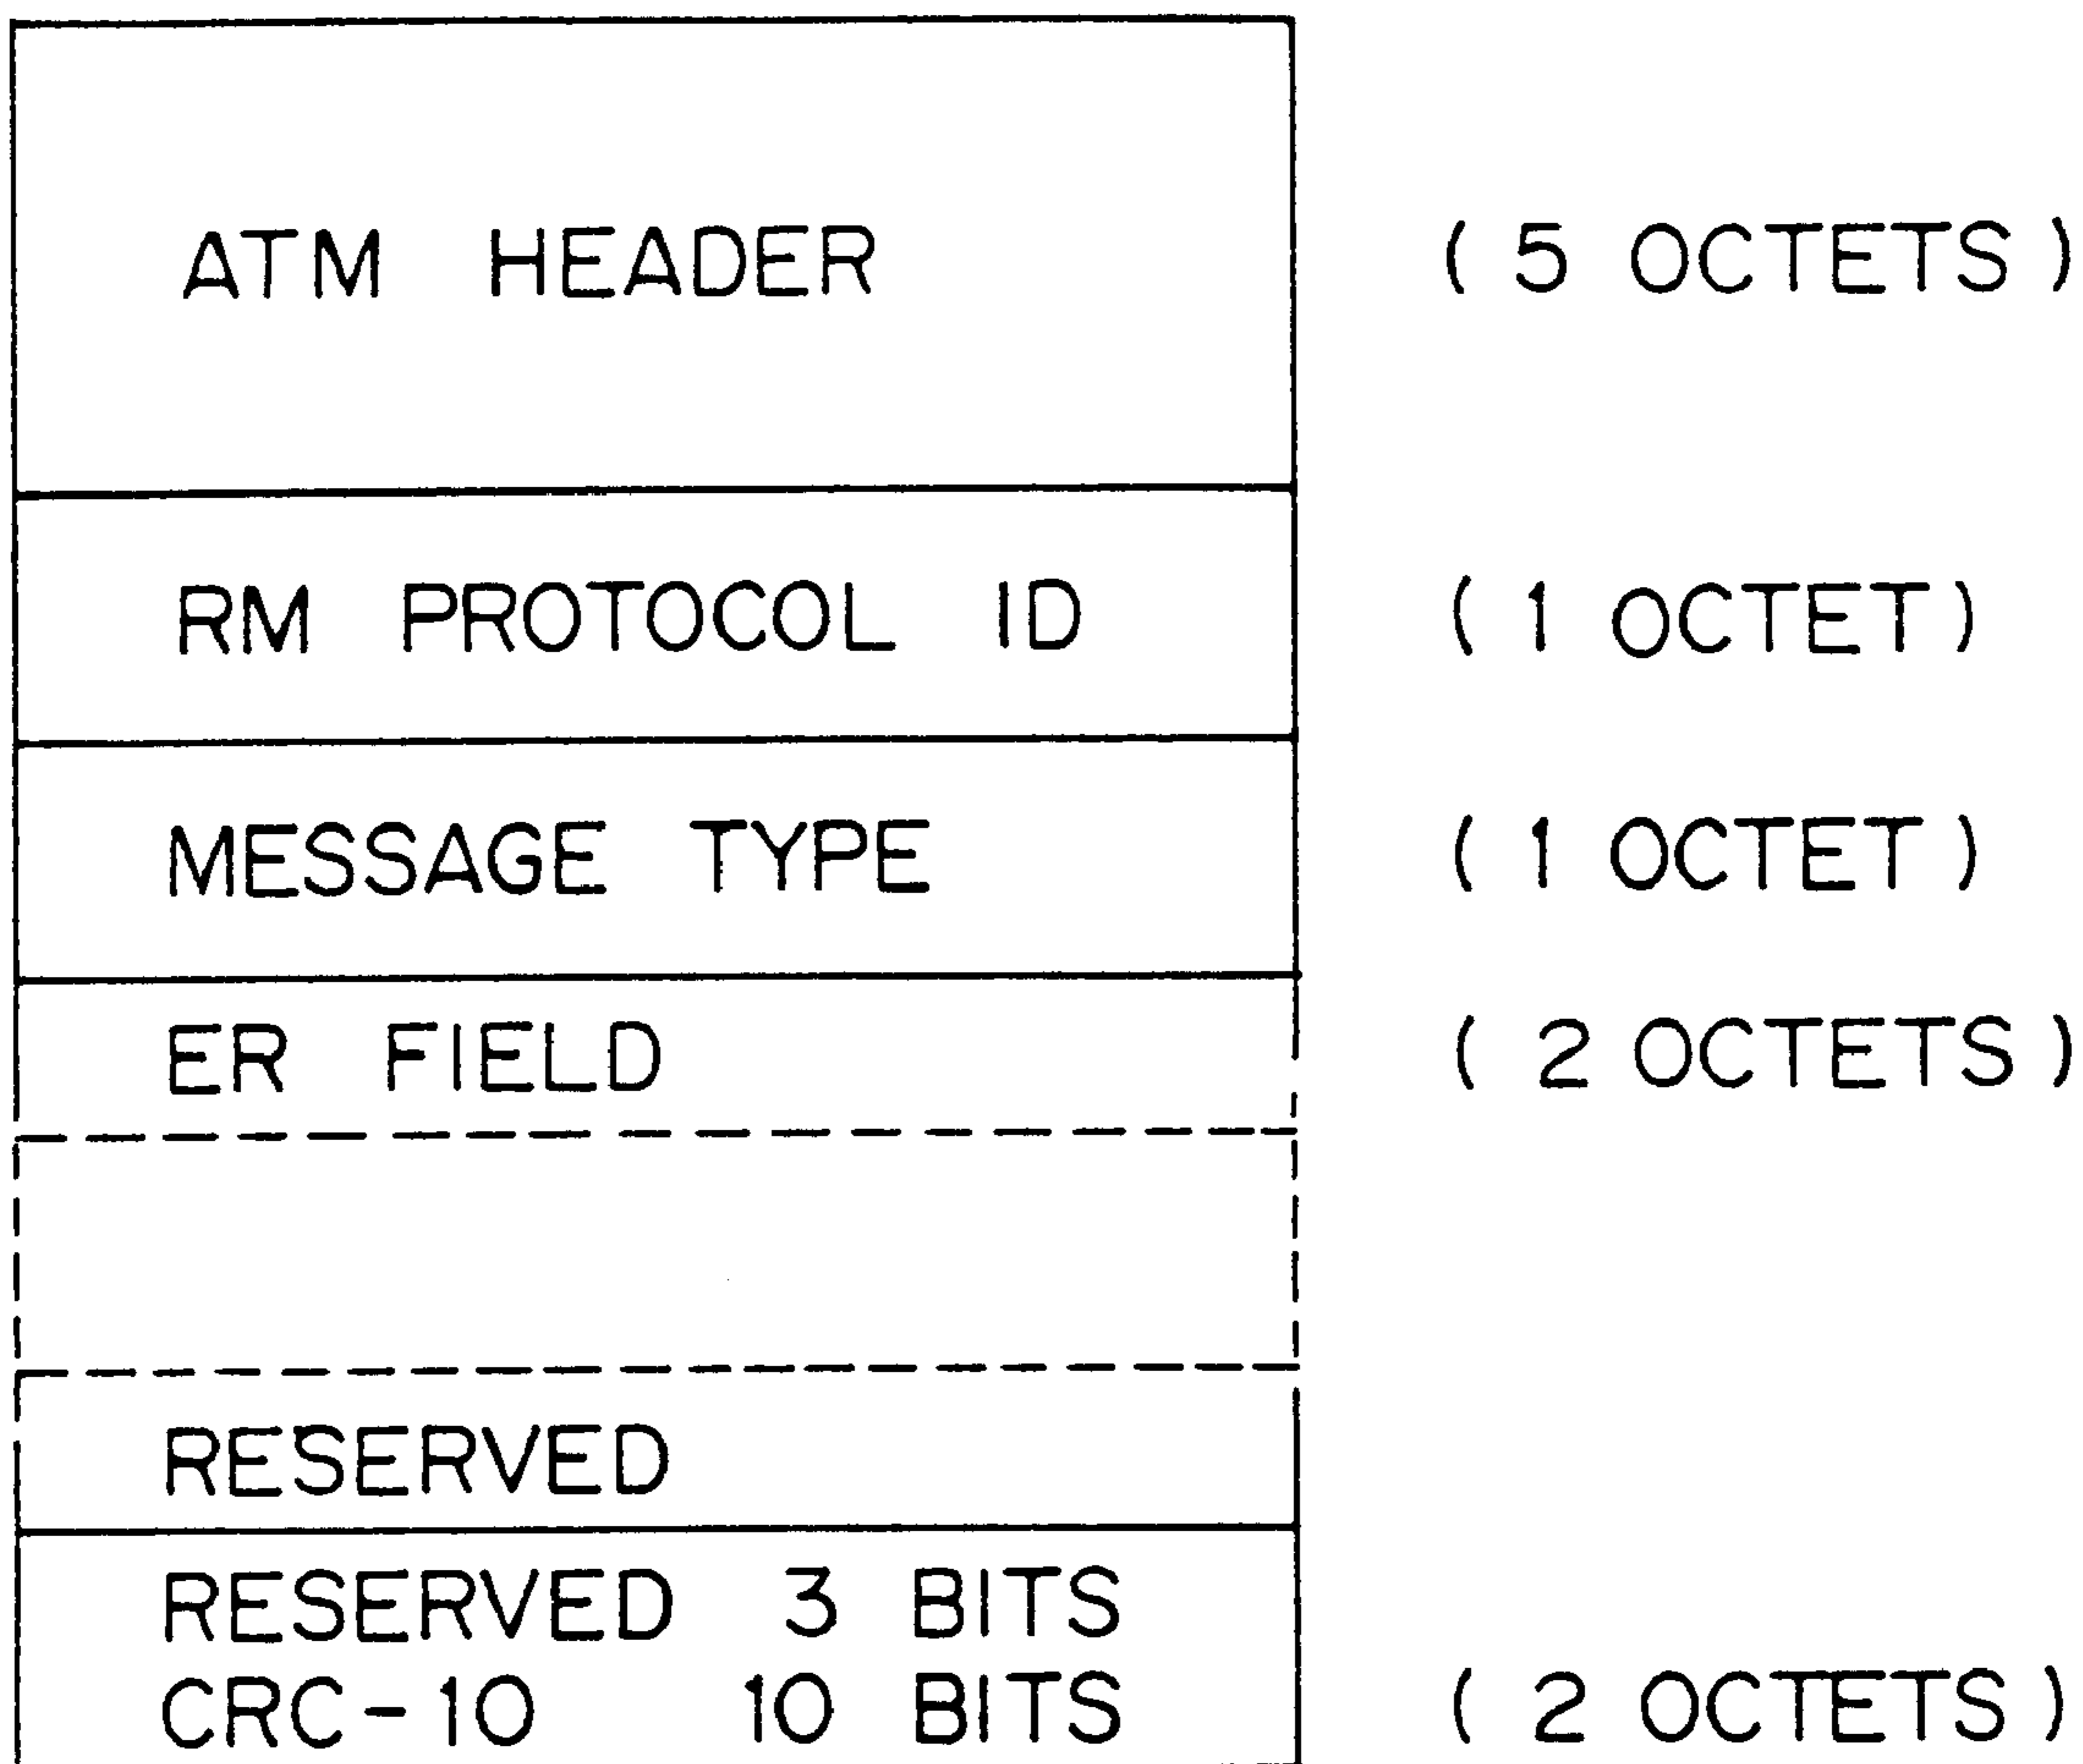 ATM HEADER ( 5 OCTETS )
RM PROTOCOL ID ( 1 OCTET )
MESSAGE TYPE ( 1 OCTET )
ER FIELD ( 2 OCTETS )
RESERVED
RESERVED 3 BITS
CRC-10 10 BITS ( 2 OCTETS )